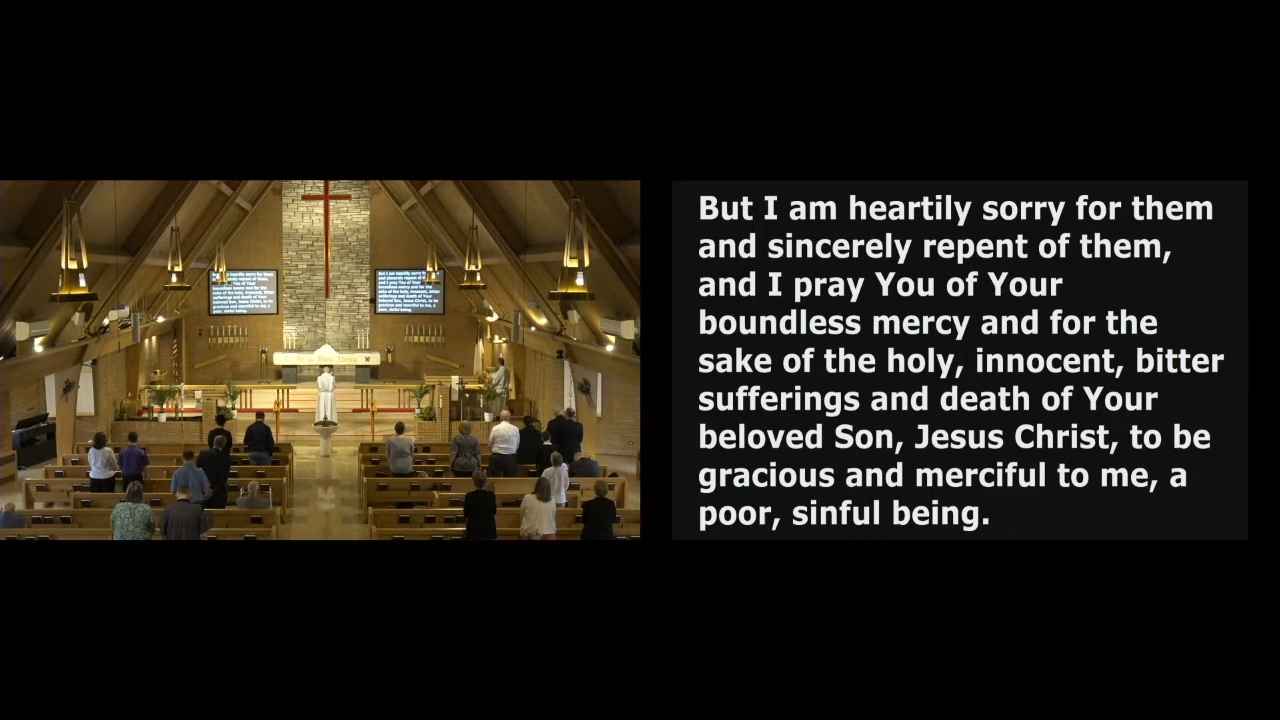 But I am heartily sorry for them
and sincerely repent of them,
and I pray You of Your
boundless mercy and for the
sake of the holy, innocent, bitter
sufferings and death of Your
beloved Son, Jesus Christ, to be
gracious and merciful to me, a
poor, sinful being.